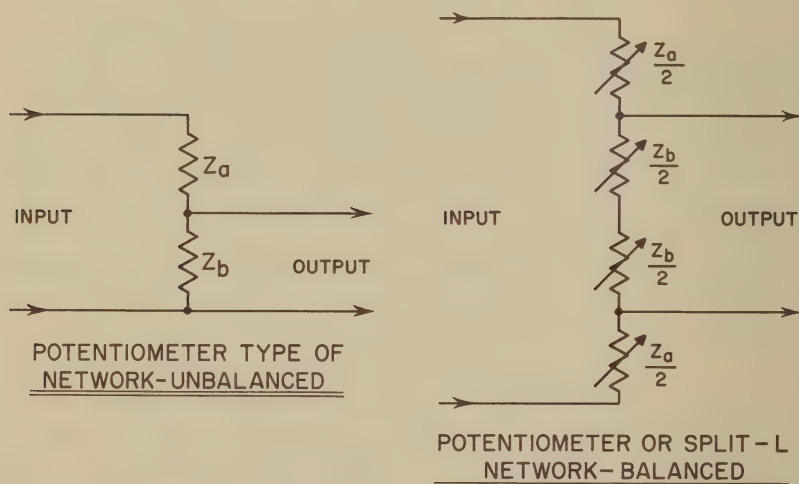 INPUT
Za
Zb
OUTPUT
POTENTIOMETER TYPE OF
NETWORK-UNBALANCED
INPUT
Za
2
Zb
2
OUTPUT
Zb
2
Za
2
POTENTIOMETER OR SPLIT-L
NETWORK-BALANCED